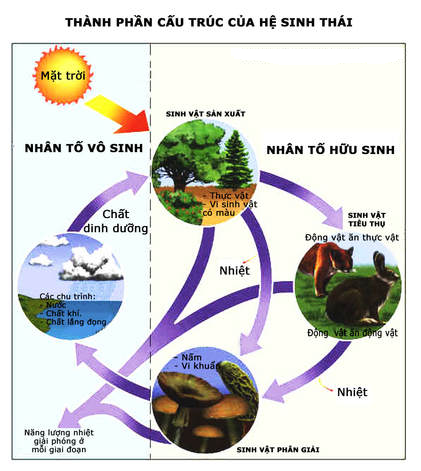 THÀNH PHẦN CẤU TRÚC CỦA HỆ SINH THÁI
Mặt trời
SINH VẬT SẢN XUẤT
NHÂN TỐ VÔ SINH
NHÂN TỐ HỮU SINH
- Thực vật
- Vi sinh vật
có màu
Chất
dinh dưỡng
SINH VẬT
TIÊU THỤ
Động vật ăn thực vật
Nhiệt
Các chu trình:
- Nước
- Chất khí.
- Chất lắng đọng
Động vật ăn động vật
- Nấm
- Vi khuẩn
Nhiệt
Năng lượng nhiệt
giải phóng ở
mỗi giai đoạn
SINH VẬT PHÂN GIẢI